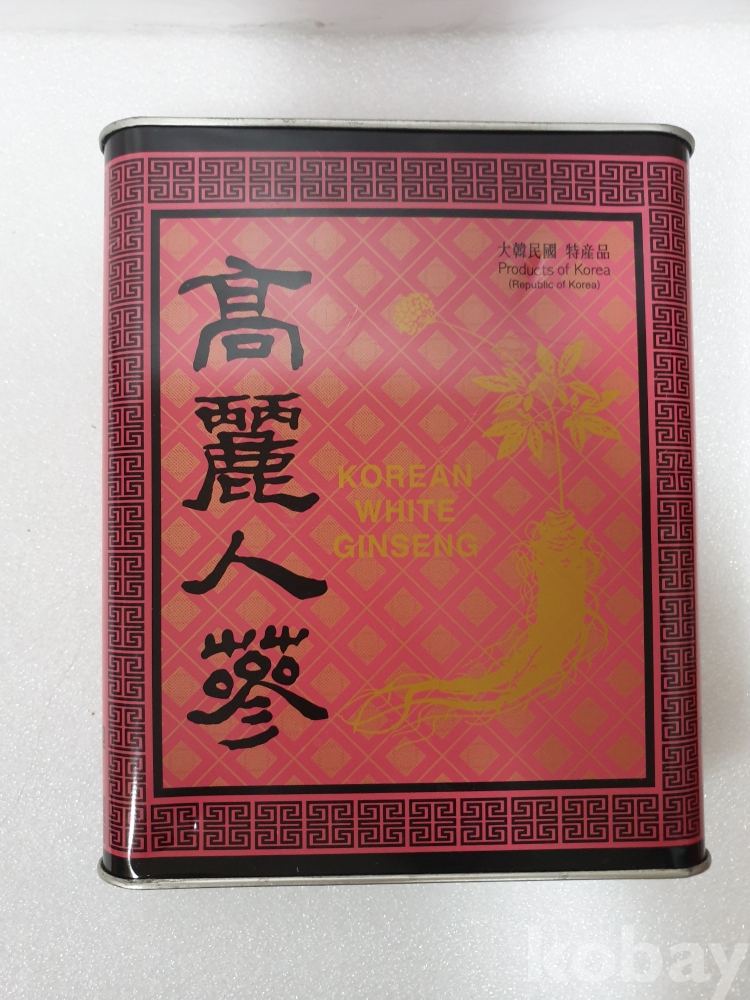 大韓民國 特産品
Products of Korea
(Republic of Korea)
高
麗
人
蔘
KOREAN
WHITE
GINSENG
kobay